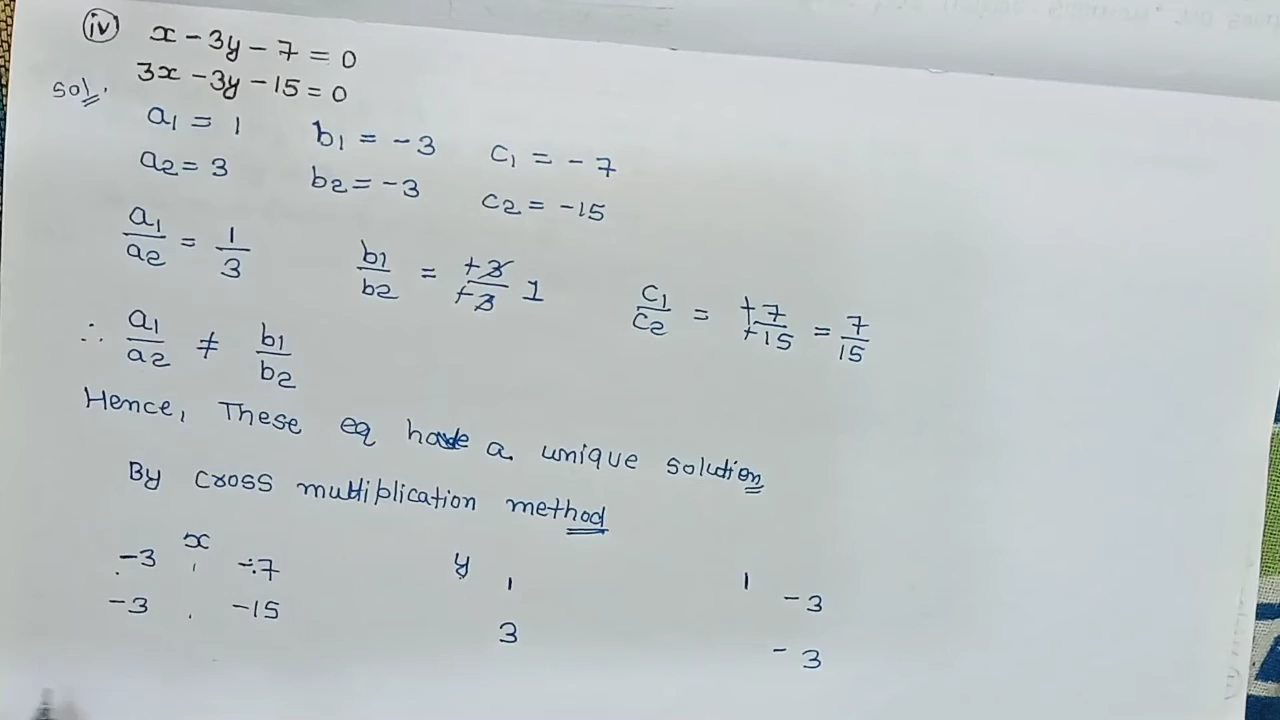 (iv) x - 3y - 7 = 0
3x - 3y - 15 = 0
Sol.
a1 = 1 b1 = -3 c1 = -7
a2 = 3 b2 = -3 c2 = -15
a1/a2 = 1/3 b1/b2 = +3/+3 1 c1/c2 = +7/+15 = 7/15
∴ a1/a2 ≠ b1/b2
Hence, These eq have a unique solution
By cross multiplication method
x y 1
-3 -7 1 -3
-3 -15 3 -3